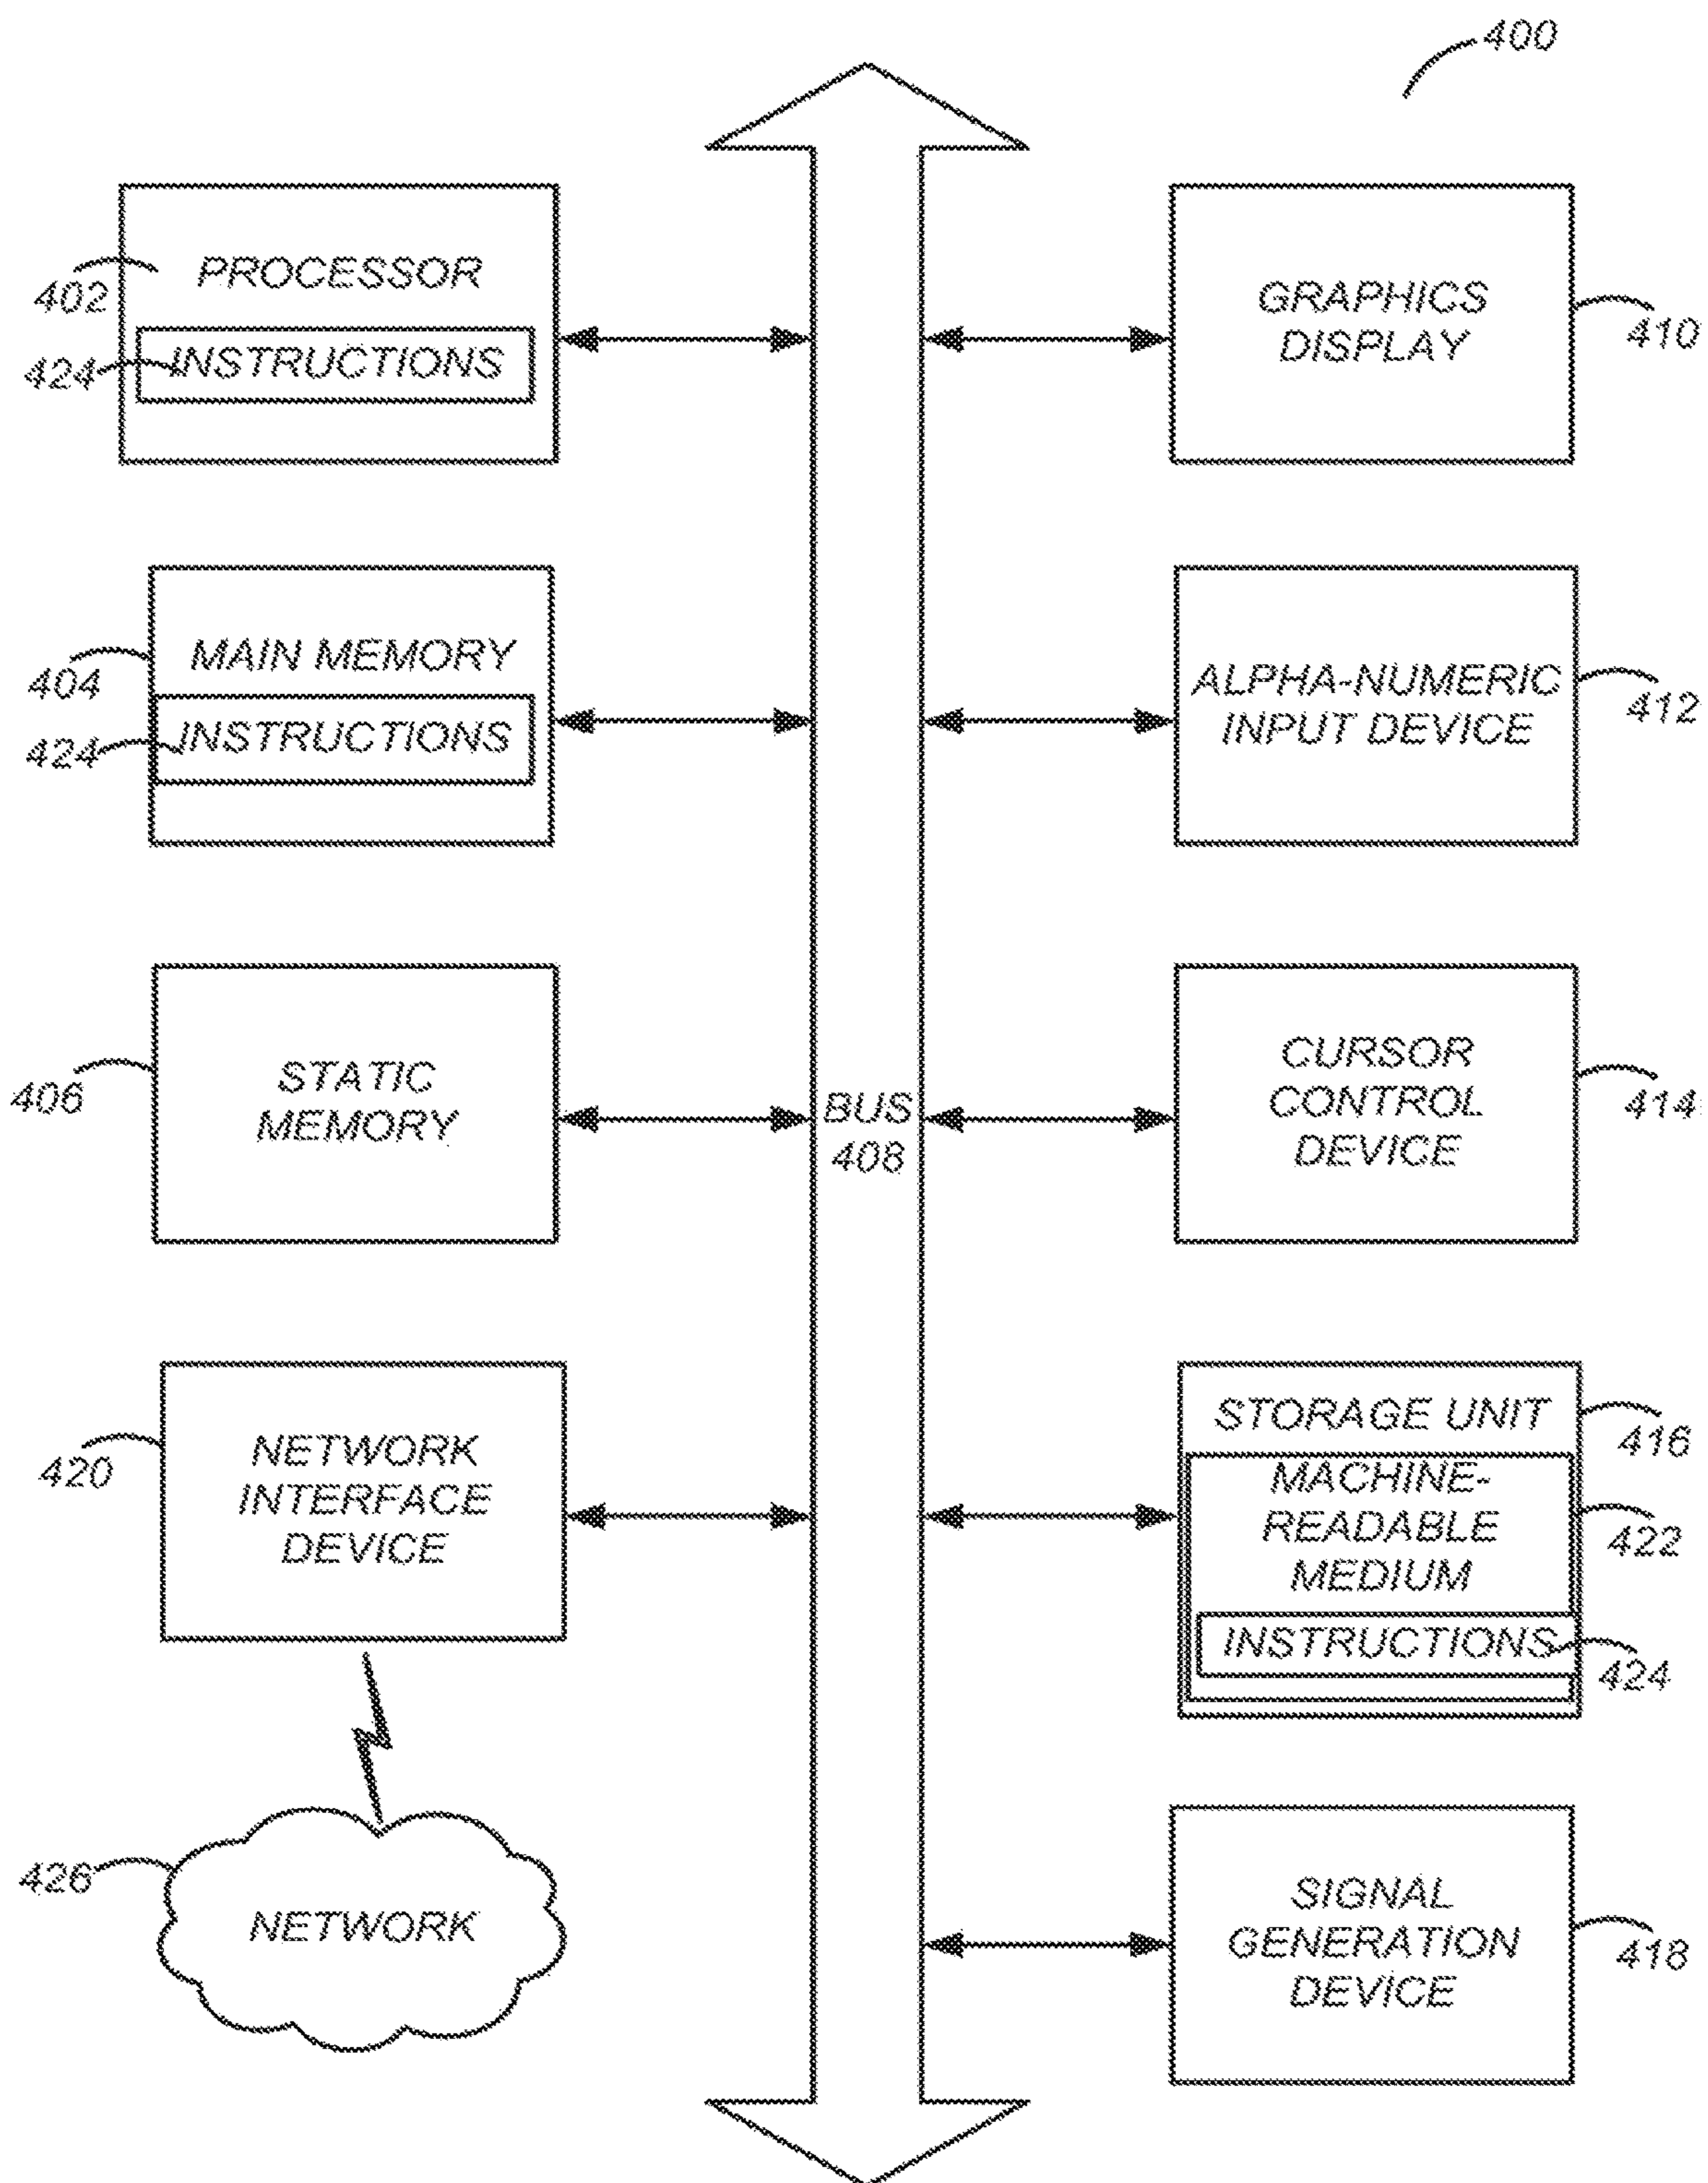 400
PROCESSOR
402
INSTRUCTIONS
424
MAIN MEMORY
404
INSTRUCTIONS
424
STATIC
MEMORY
406
NETWORK
INTERFACE
DEVICE
420
NETWORK
426
BUS
408
GRAPHICS
DISPLAY
410
ALPHA-NUMERIC
INPUT DEVICE
412
CURSOR
CONTROL
DEVICE
414
STORAGE UNIT
416
MACHINE-
READABLE
MEDIUM
422
INSTRUCTIONS
424
SIGNAL
GENERATION
DEVICE
418